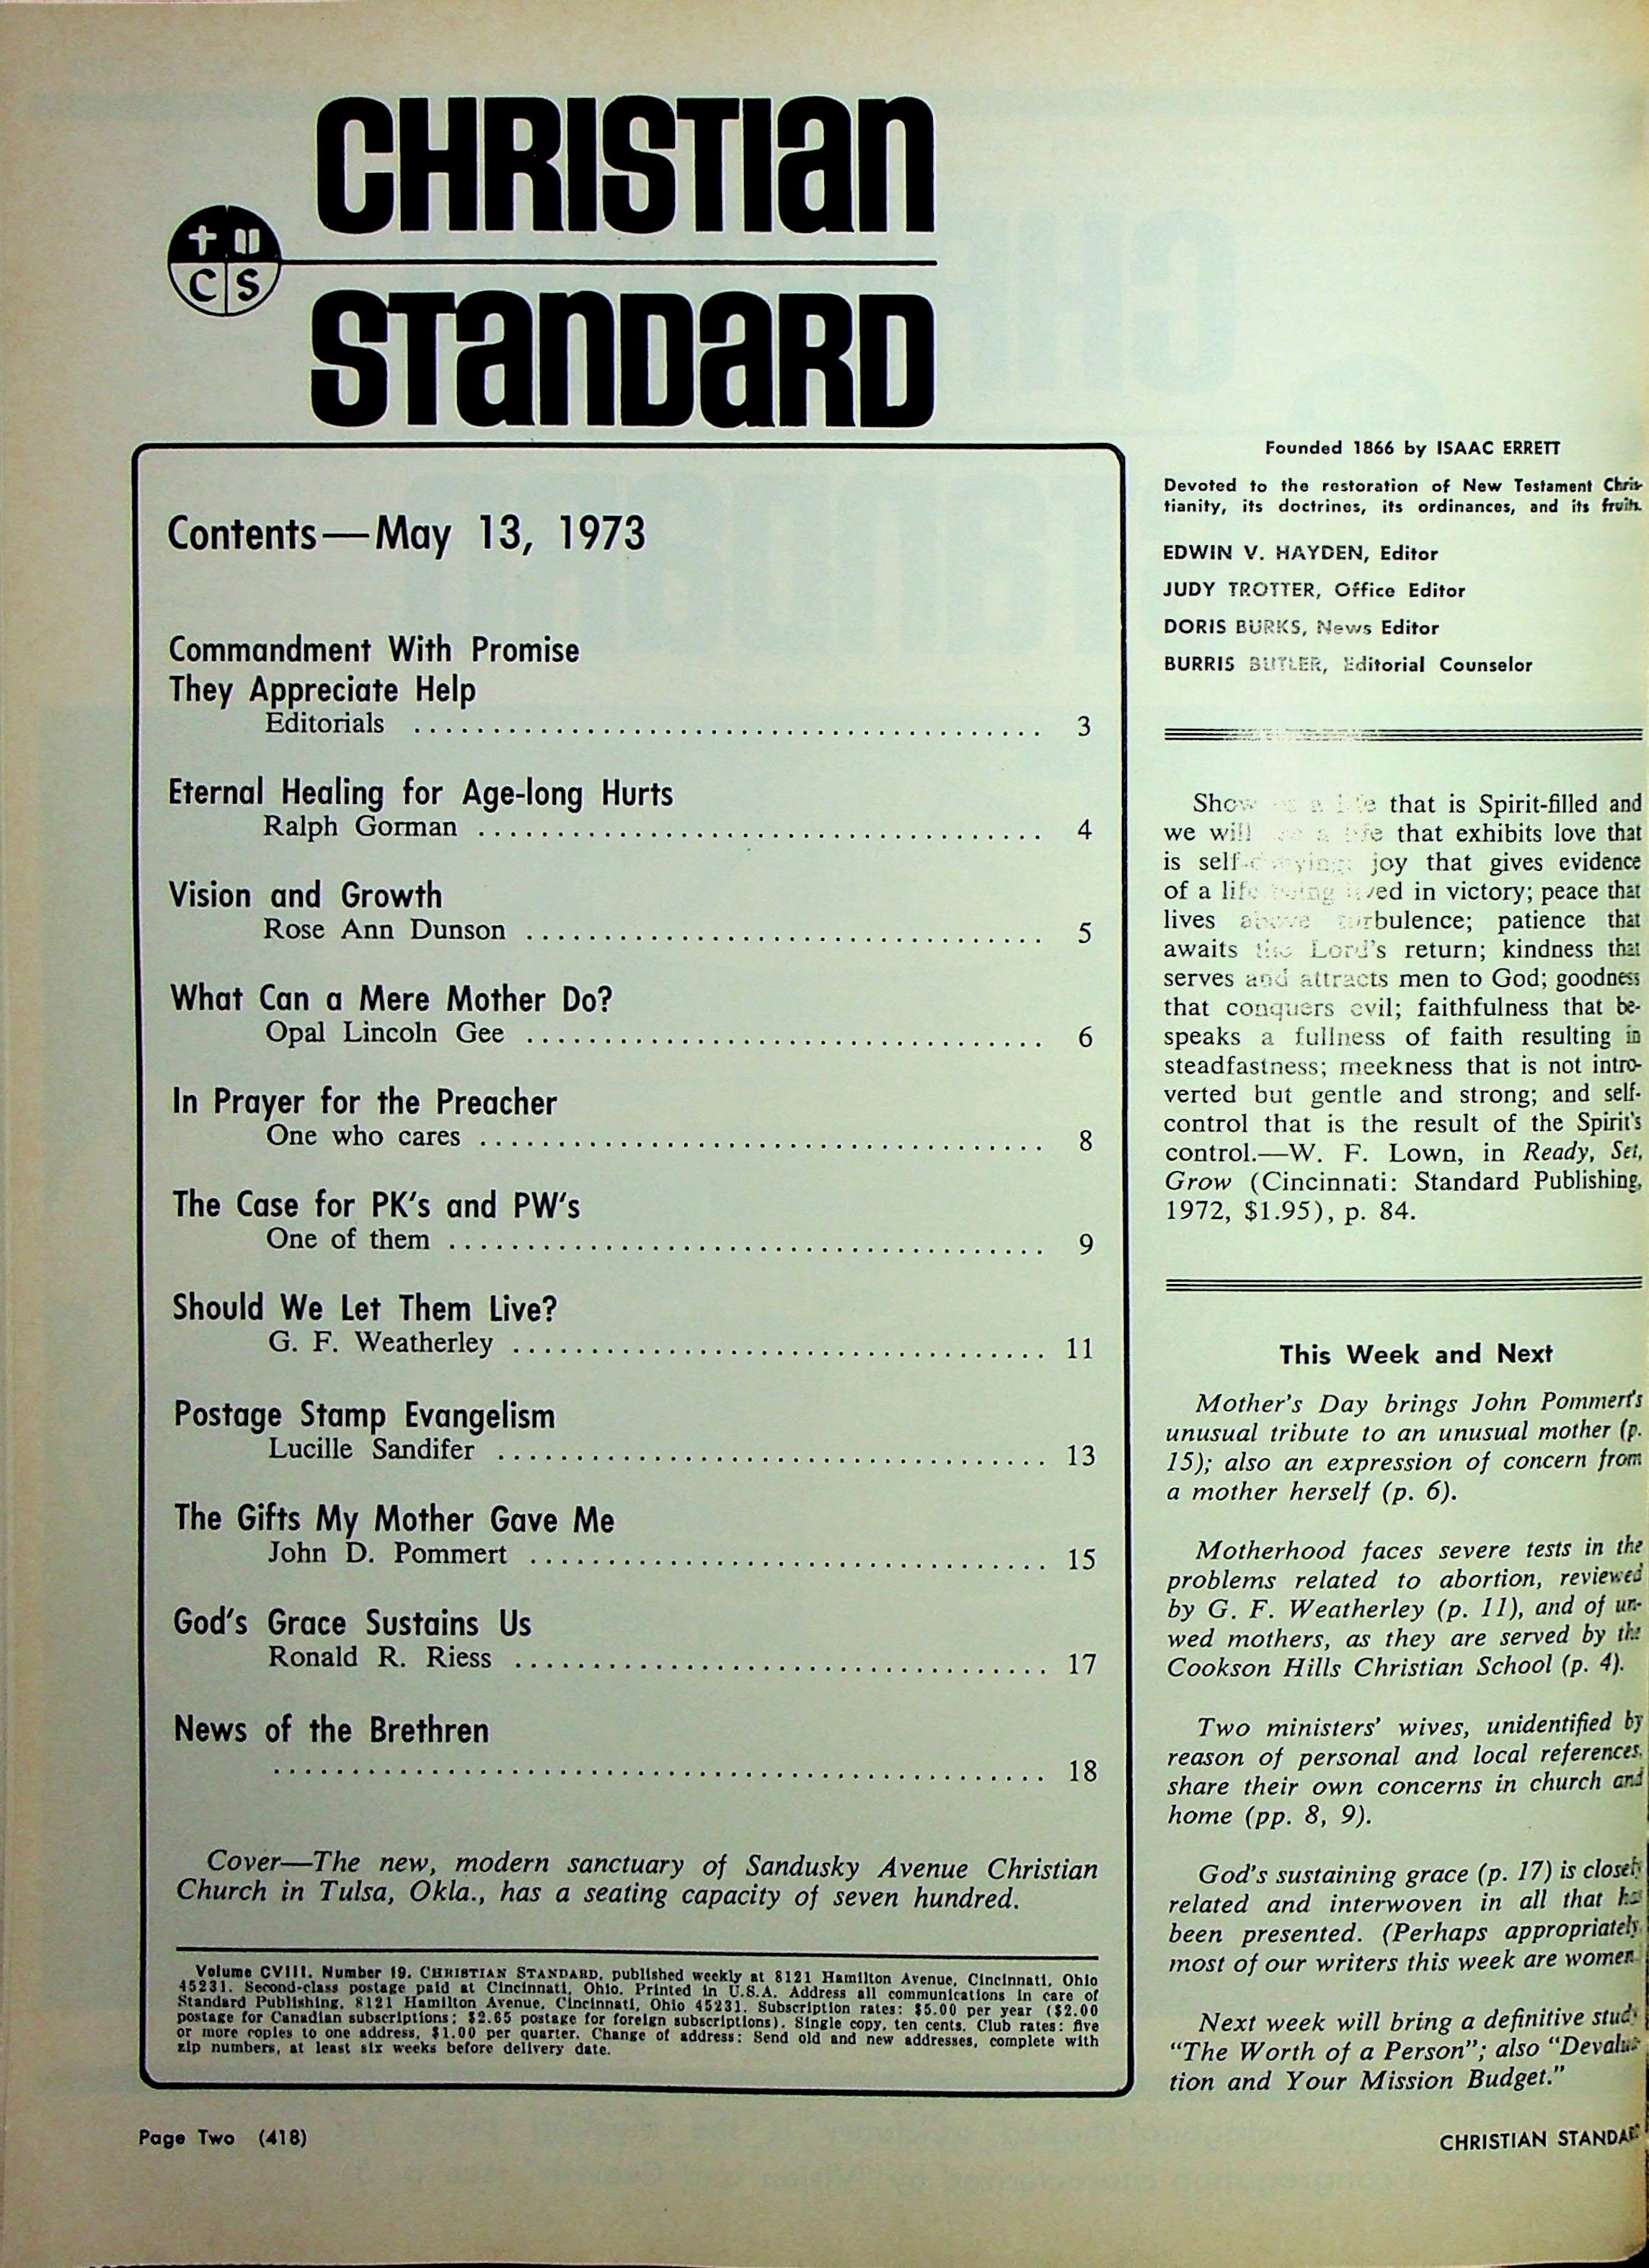 CHRISTIAN
C S
STANDARD
Contents—May 13, 1973
Commandment With Promise
They Appreciate Help
Editorials ........................................ 3
Eternal Healing for Age-long Hurts
Ralph Gorman .................................... 4
Vision and Growth
Rose Ann Dunson ................................. 5
What Can a Mere Mother Do?
Opal Lincoln Gee ................................. 6
In Prayer for the Preacher
One who cares .................................... 8
The Case for PK's and PW's
One of them ...................................... 9
Should We Let Them Live?
G. F. Weatherley .................................. 11
Postage Stamp Evangelism
Lucille Sandifer ................................... 13
The Gifts My Mother Gave Me
John D. Pommert ................................. 15
God's Grace Sustains Us
Ronald R. Riess .................................. 17
News of the Brethren
................................................. 18
Cover—The new, modern sanctuary of Sandusky Avenue Christian
Church in Tulsa, Okla., has a seating capacity of seven hundred.
Volume CVIII, Number 19. CHRISTIAN STANDARD, published weekly at 8121 Hamilton Avenue, Cincinnati, Ohio
45231. Second-class postage paid at Cincinnati, Ohio. Printed in U.S.A. Address all communications in care of
Standard Publishing, 8121 Hamilton Avenue, Cincinnati, Ohio 45231. Subscription rates: $5.00 per year ($2.00
postage for Canadian subscriptions; $2.65 postage for foreign subscriptions). Single copy, ten cents. Club rates: five
or more copies to one address, $1.00 per quarter. Change of address: Send old and new addresses, complete with
zip numbers, at least six weeks before delivery date.
Founded 1866 by ISAAC ERRETT
Devoted to the restoration of New Testament Chris-
tianity, its doctrines, its ordinances, and its fruits.
EDWIN V. HAYDEN, Editor
JUDY TROTTER, Office Editor
DORIS BURKS, News Editor
BURRIS BUTLER, Editorial Counselor
Show a life that is Spirit-filled and
we will a life that exhibits love that
is self-denying; joy that gives evidence
of a life being lived in victory; peace that
lives above turbulence; patience that
awaits the Lord's return; kindness that
serves and attracts men to God; goodness
that conquers evil; faithfulness that be-
speaks a fullness of faith resulting in
steadfastness; meekness that is not intro-
verted but gentle and strong; and self-
control that is the result of the Spirit's
control.—W. F. Lown, in Ready, Set,
Grow (Cincinnati: Standard Publishing,
1972, $1.95), p. 84.
This Week and Next
Mother's Day brings John Pommert's
unusual tribute to an unusual mother (p.
15); also an expression of concern from
a mother herself (p. 6).
Motherhood faces severe tests in the
problems related to abortion, reviewed
by G. F. Weatherley (p. 11), and of un-
wed mothers, as they are served by the
Cookson Hills Christian School (p. 4).
Two ministers' wives, unidentified by
reason of personal and local references,
share their own concerns in church and
home (pp. 8, 9).
God's sustaining grace (p. 17) is closely
related and interwoven in all that has
been presented. (Perhaps appropriately,
most of our writers this week are women.
Next week will bring a definitive study
"The Worth of a Person"; also "Devalua-
tion and Your Mission Budget."
Page Two (418)
CHRISTIAN STANDARD